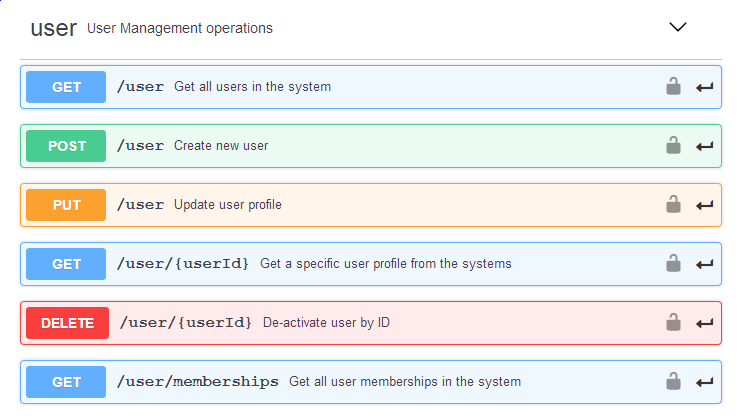 user User Management operations
GET /user Get all users in the system
POST /user Create new user
PUT /user Update user profile
GET /user/{userId} Get a specific user profile from the systems
DELETE /user/{userId} De-activate user by ID
GET /user/memberships Get all user memberships in the system